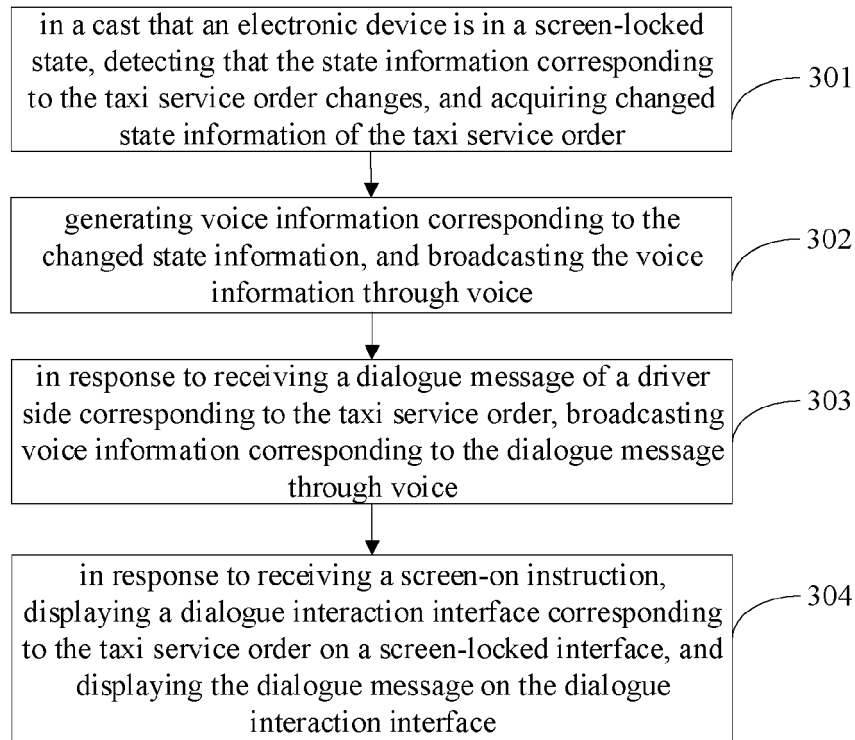 in a cast that an electronic device is in a screen-locked
state, detecting that the state information corresponding
to the taxi service order changes, and acquiring changed
state information of the taxi service order
301
generating voice information corresponding to the
changed state information, and broadcasting the voice
information through voice
302
in response to receiving a dialogue message of a driver
side corresponding to the taxi service order, broadcasting
voice information corresponding to the dialogue message
through voice
303
in response to receiving a screen-on instruction,
displaying a dialogue interaction interface corresponding
to the taxi service order on a screen-locked interface, and
displaying the dialogue message on the dialogue
interaction interface
304